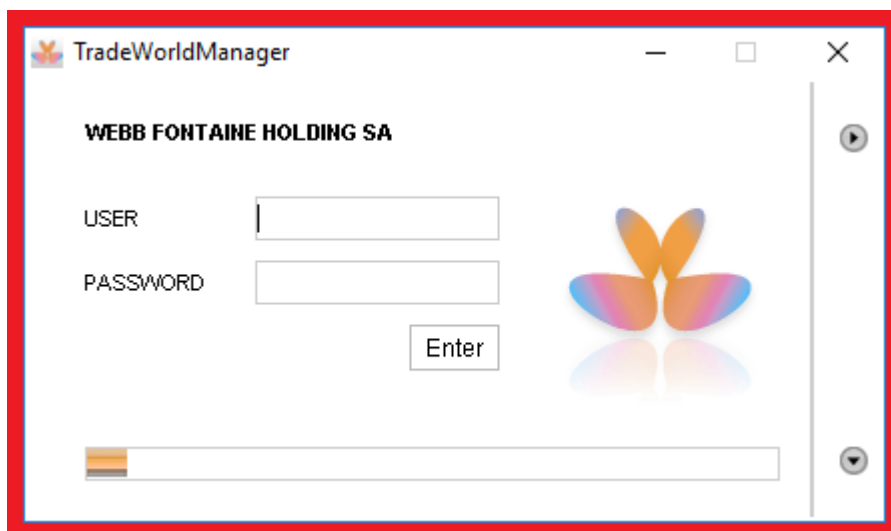 TradeWorldManager
WEBB FONTAINE HOLDING SA
USER
PASSWORD
Enter